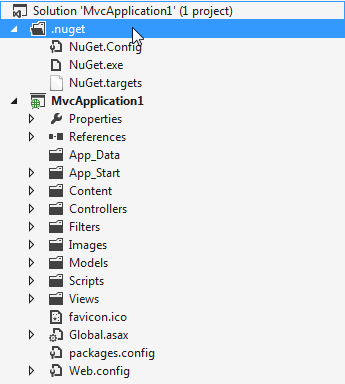 Solution 'MvcApplication1' (1 project)
.nuget
NuGet.Config
NuGet.exe
NuGet.targets
MvcApplication1
Properties
References
App_Data
App_Start
Content
Controllers
Filters
Images
Models
Scripts
Views
favicon.ico
Global.asax
packages.config
Web.config